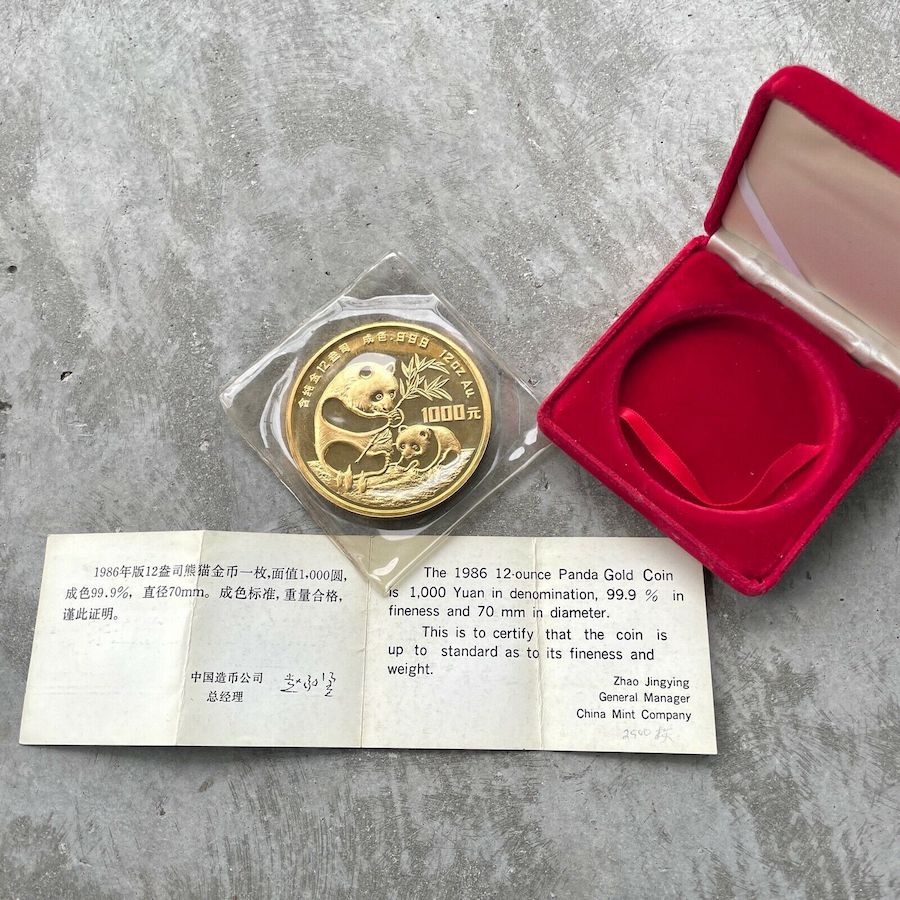 含纯金12盎司 成色.999 12oz Au.
1000元
1986年版12盎司熊猫金币一枚,面值1,000圆,
成色99.9%, 直径70mm。成色标准,重量合格,
谨此证明。
中国造币公司
总经理
The 1986 12-ounce Panda Gold Coin
is 1,000 Yuan in denomination, 99.9 % in
fineness and 70 mm in diameter.
This is to certify that the coin is
up to standard as to its fineness and
weight.
Zhao Jingying
General Manager
China Mint Company